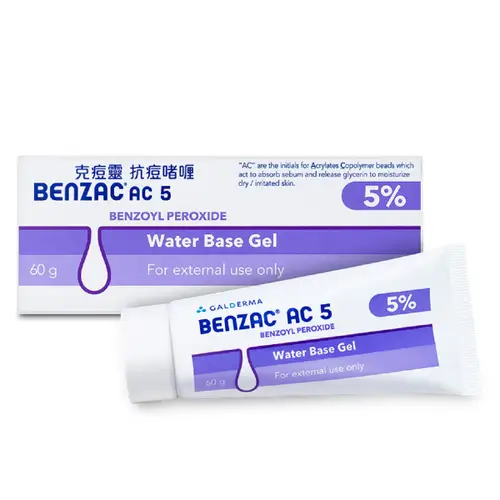 克痘靈 抗痘啫喱
BENZAC® AC 5
BENZOYL PEROXIDE
"AC" are the initials for Acrylates Copolymer beads which
act to absorb sebum and release glycerin to moisturize
dry / irritated skin.
5%
Water Base Gel
60 g
For external use only
GALDERMA
BENZAC® AC 5
BENZOYL PEROXIDE
5%
Water Base Gel
60 g
For external use only